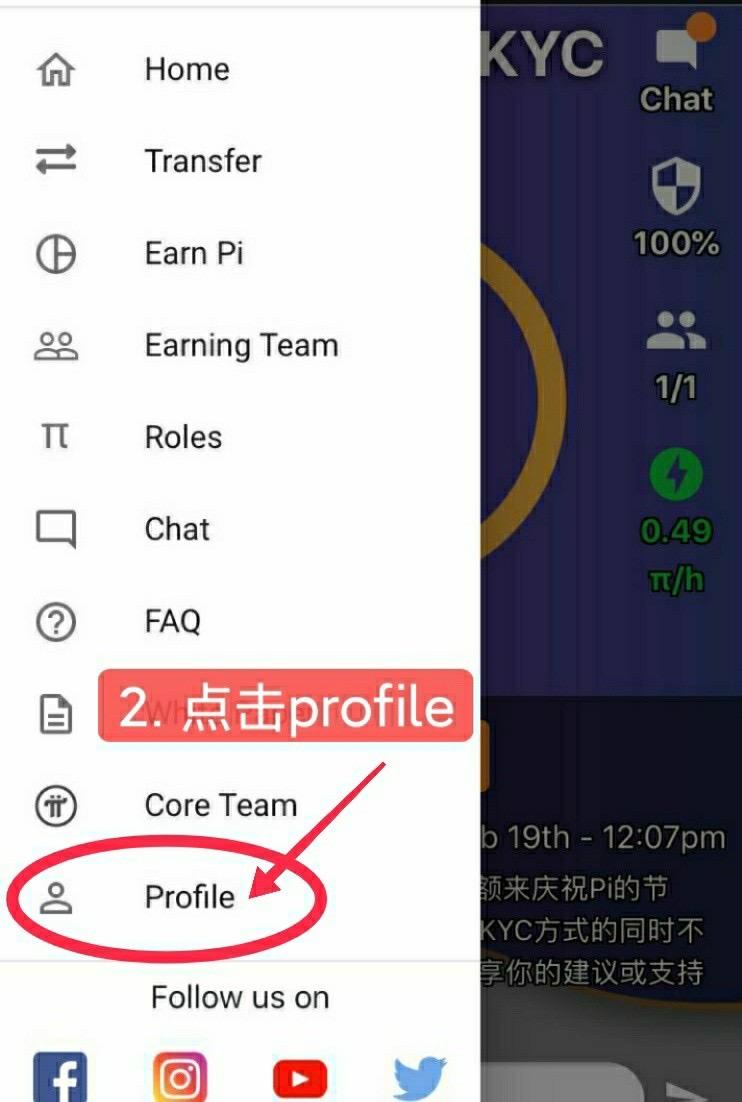 Home
Transfer
Earn Pi
Earning Team
π Roles
Chat
FAQ
2. 点击profile
Core Team
Profile
Follow us on
KYC
Chat
100%
1/1
0.49
π/h
b 19th - 12:07pm
额来庆祝Pi的节
KYC方式的同时不
享你的建议或支持